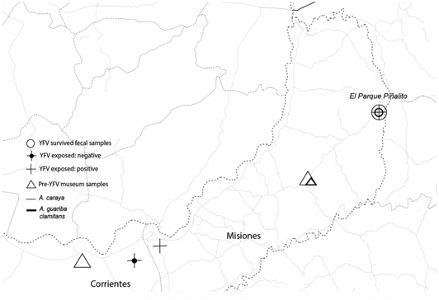 El Parque Piñalito
YFV survived fecal samples
YFV exposed: negative
YFV exposed: positive
Pre-YFV museum samples
A. caraya
A. guariba
clamitans
Misiones
Corrientes